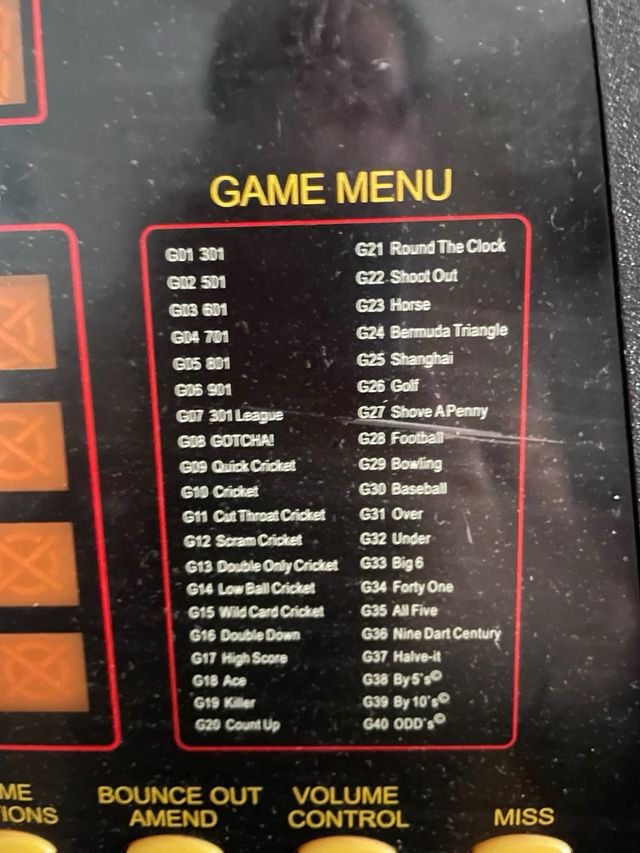 GAME MENU
G01 301
G02 501
G03 601
G04 701
G05 801
G06 901
G07 301 League
G08 GOTCHA!
G09 Quick Cricket
G10 Cricket
G11 Cut Throat Cricket
G12 Scram Cricket
G13 Double Only Cricket
G14 Low Ball Cricket
G15 Wild Card Cricket
G16 Double Down
G17 High Score
G18 Ace
G19 Killer
G20 Count Up
G21 Round The Clock
G22 Shoot Out
G23 Horse
G24 Bermuda Triangle
G25 Shanghai
G26 Golf
G27 Shove A Penny
G28 Football
G29 Bowling
G30 Baseball
G31 Over
G32 Under
G33 Big 6
G34 Forty One
G35 All Five
G36 Nine Dart Century
G37 Halve-it
G38 By 5's©
G39 By 10's©
G40 ODD's©
ME
IONS
BOUNCE OUT
AMEND
VOLUME
CONTROL
MISS